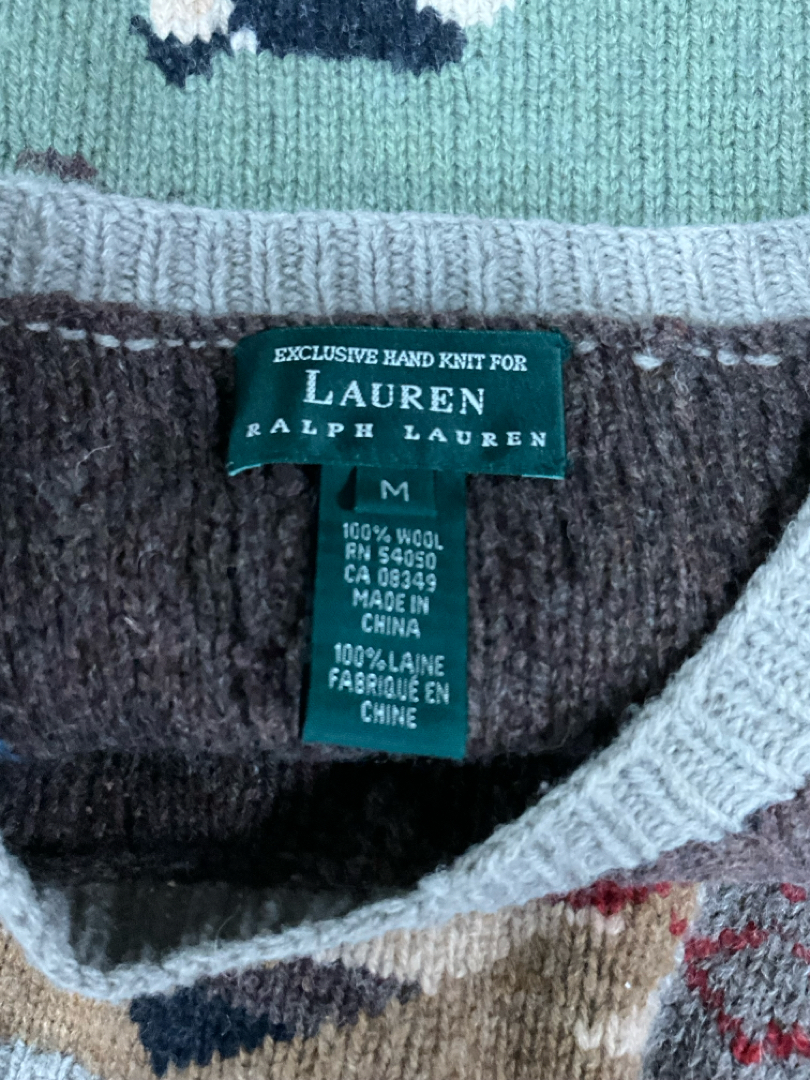 EXCLUSIVE HAND KNIT FOR
LAUREN
RALPH LAUREN
M
100% WOOL
RN 54050
CA 08349
MADE IN
CHINA
100% LAINE
FABRIQUÉ EN
CHINE